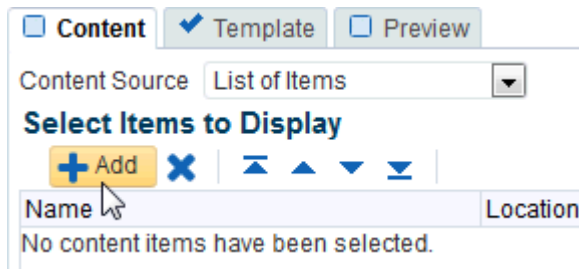 Content Template Preview
Content Source List of Items
Select Items to Display
Add
Name Location
No content items have been selected.